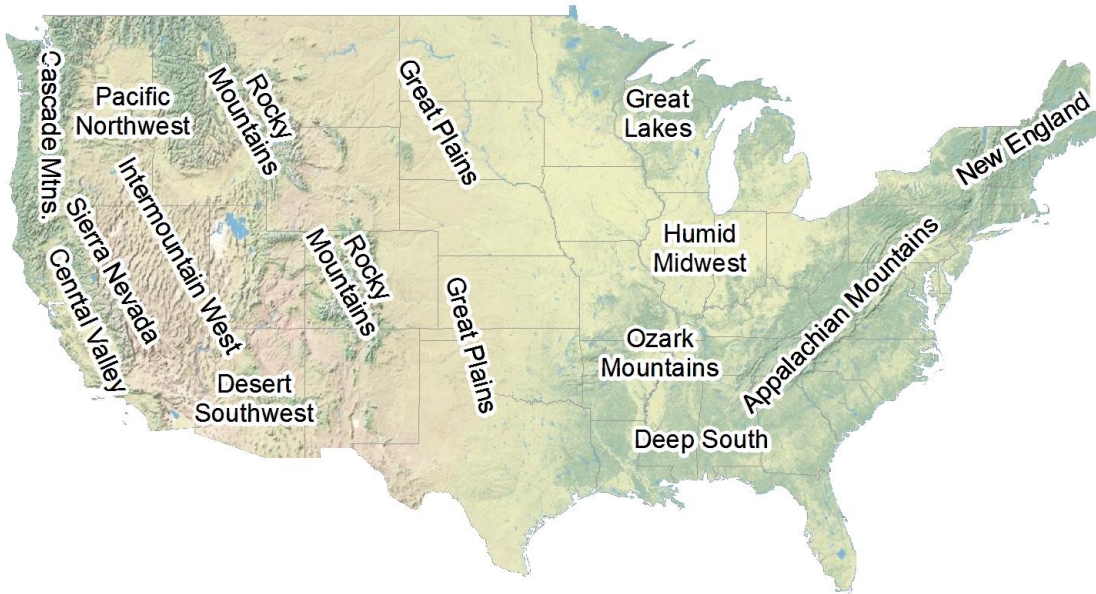 Cascade Mtns.
Pacific
Northwest
Rocky
Mountains
Great Plains
Great
Lakes
New England
Intermountain West
Sierra Nevada
Cenrtal Valley
Rocky
Mountains
Humid
Midwest
Great Plains
Ozark
Mountains
Appalachian Mountains
Desert
Southwest
Deep South